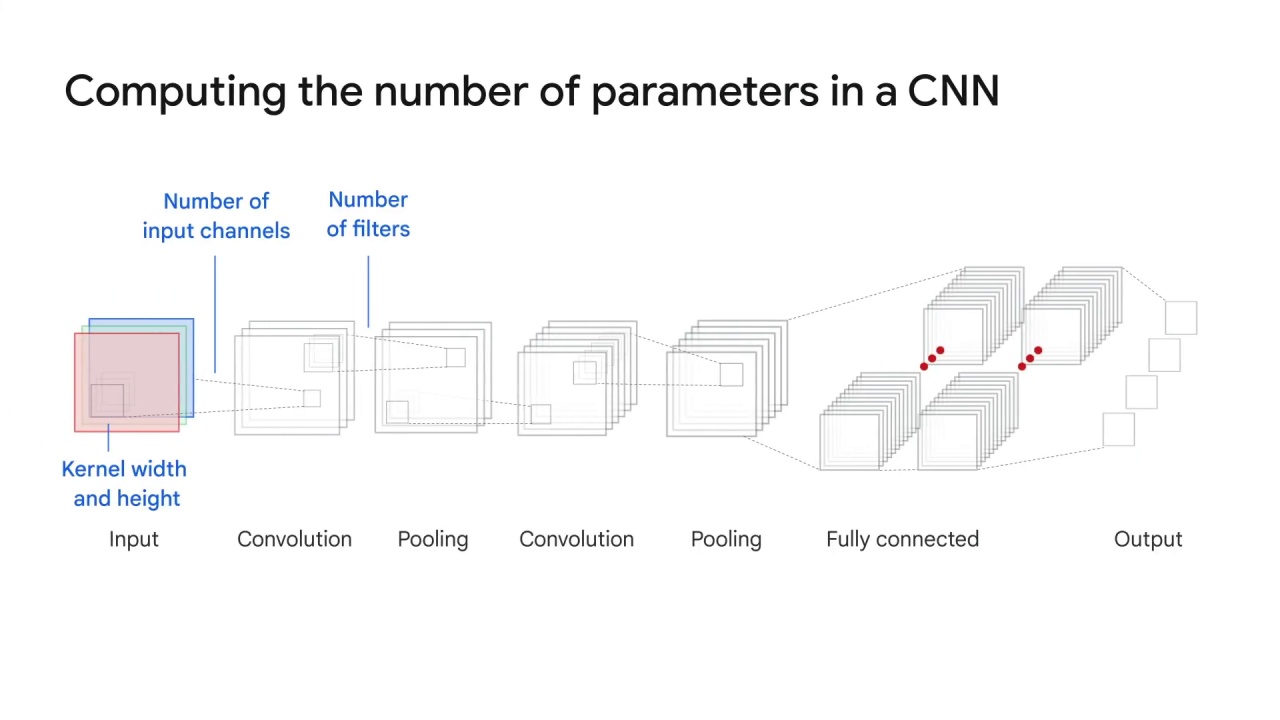 Computing the number of parameters in a CNN
Number of
input channels
Number
of filters
Kernel width
and height
Input
Convolution
Pooling
Convolution
Pooling
Fully connected
Output